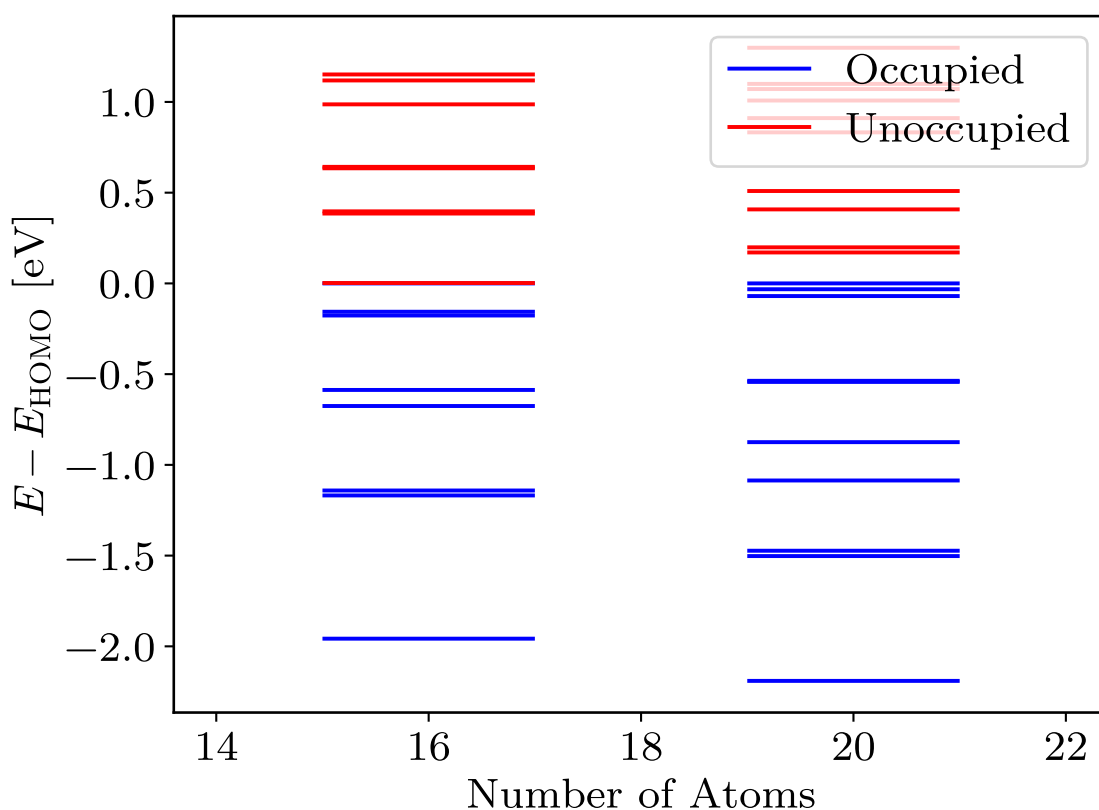 Occupied
Unoccupied
1.0
0.5
0.0
−0.5
−1.0
−1.5
−2.0
E − E_HOMO [eV]
14 16 18 20 22
Number of Atoms